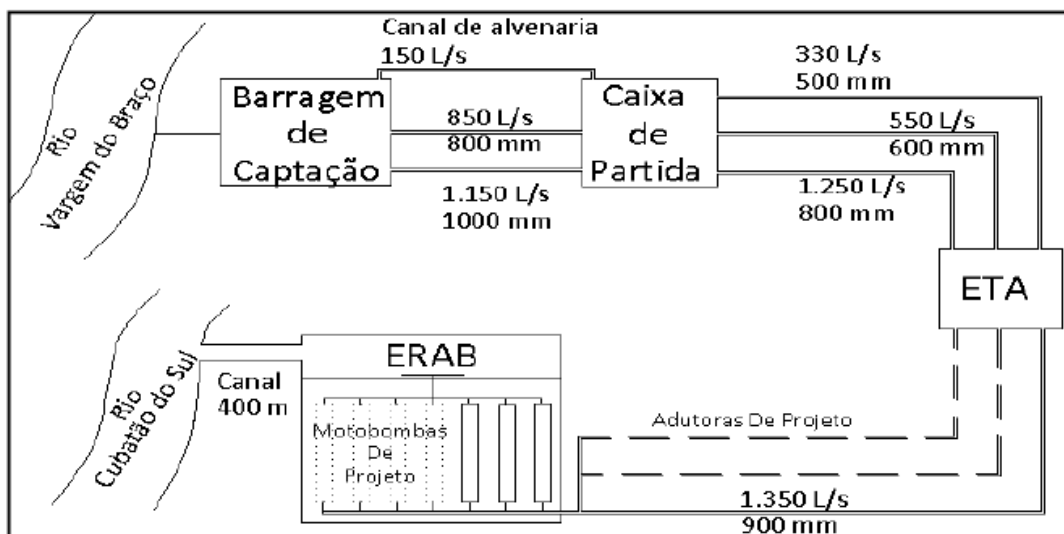 Canal de alvenaria
150 L/s
330 L/s
500 mm
Rio
Vargem do Braço
Barragem
de
Captação
850 L/s
800 mm
1.150 L/s
1000 mm
Caixa
de
Partida
550 L/s
600 mm
1.250 L/s
800 mm
ETA
Rio
Cubatão do Sul
Canal
400 m
ERAB
Motobombas
De
Projeto
Adutoras De Projeto
1.350 L/s
900 mm